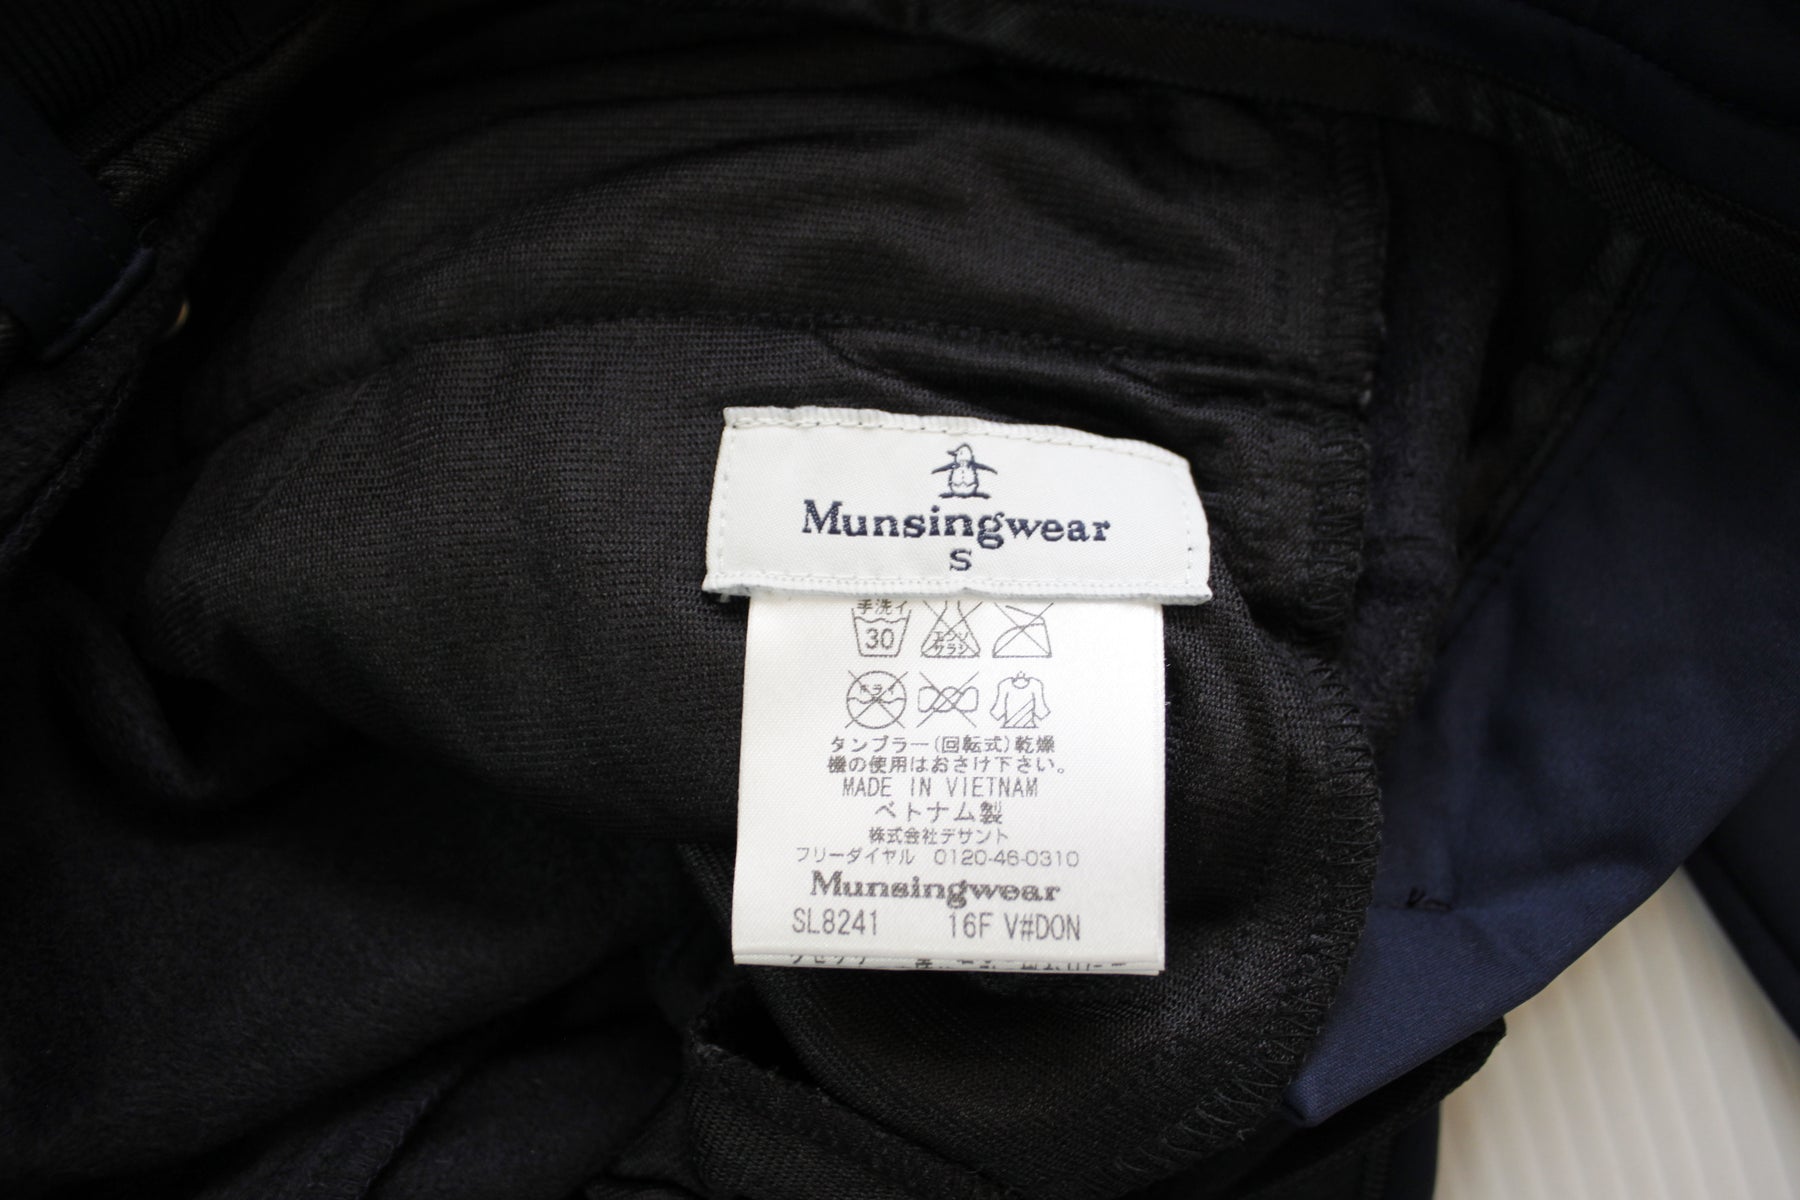 Munsingwear
S
手洗イ
30
エンソ
サラシ
ドライ
タンブラー(回転式)乾燥
機の使用はおさけ下さい。
MADE IN VIETNAM
ベトナム製
株式会社デサント
フリーダイヤル 0120-46-0310
Munsingwear
SL8241 16F V#DON